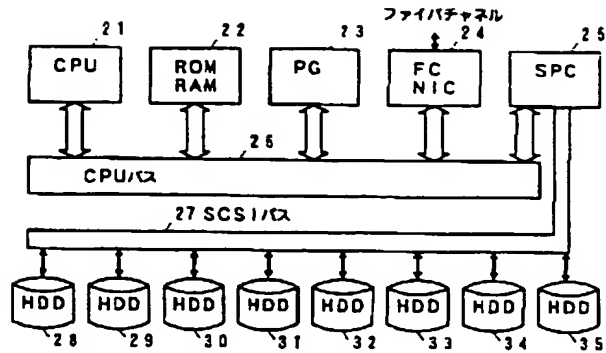 ファイバチャネル
21 22 23 24 25
CPU ROM RAM PG FC NIC SPC
26
CPUバス
27 SCSIバス
HDD HDD HDD HDD HDD HDD HDD HDD
28 29 30 31 32 33 34 35